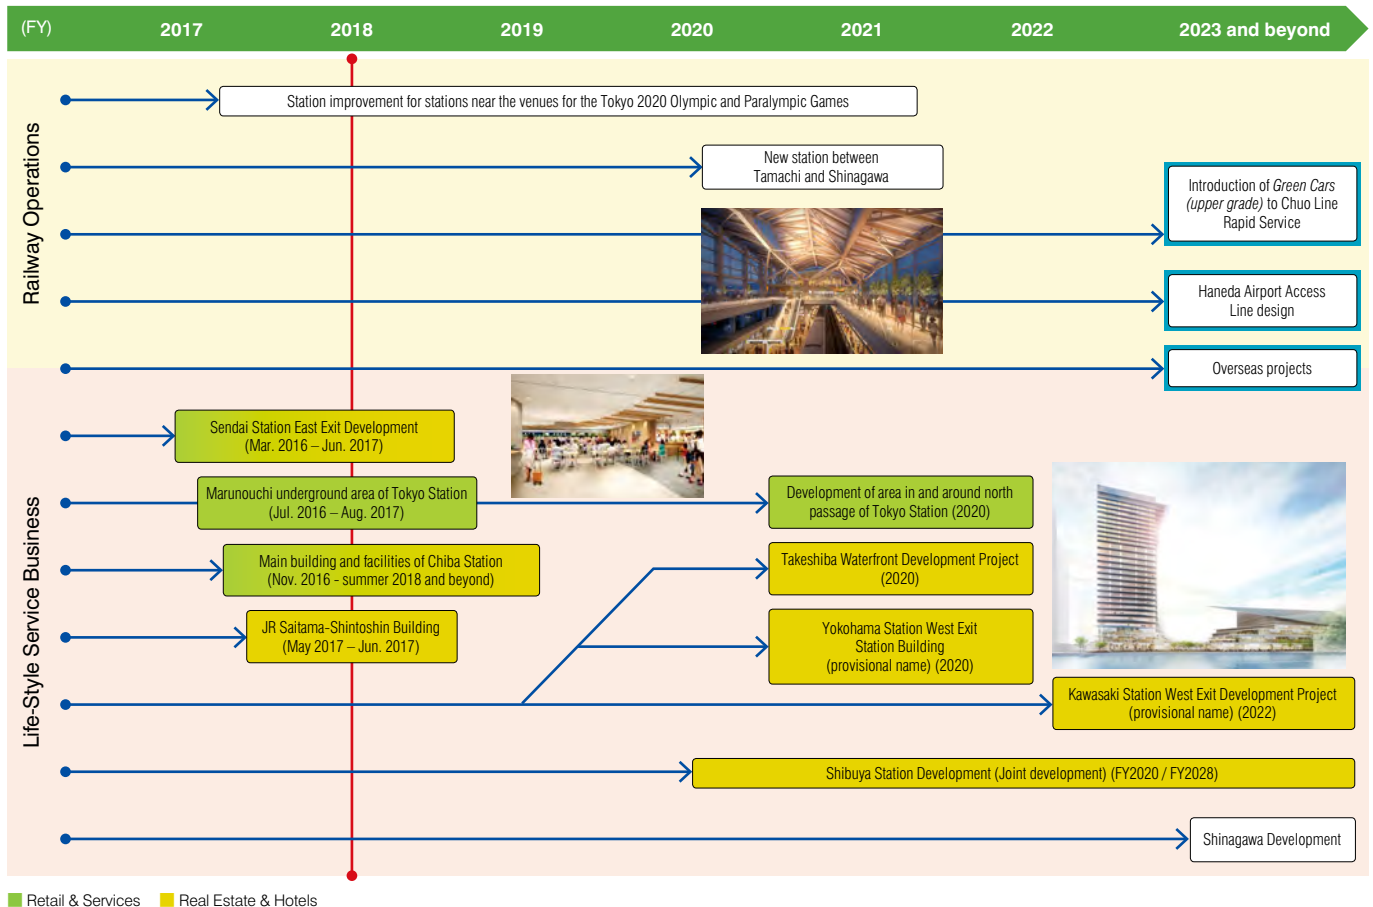 (FY) 2017 2018 2019 2020 2021 2022 2023 and beyond
Railway Operations
Station improvement for stations near the venues for the Tokyo 2020 Olympic and Paralympic Games
New station between
Tamachi and Shinagawa
Introduction of Green Cars
(upper grade) to Chuo Line
Rapid Service
Haneda Airport Access
Line design
Overseas projects
Life-Style Service Business
Sendai Station East Exit Development
(Mar. 2016 – Jun. 2017)
Marunouchi underground area of Tokyo Station
(Jul. 2016 – Aug. 2017)
Development of area in and around north
passage of Tokyo Station (2020)
Main building and facilities of Chiba Station
(Nov. 2016 - summer 2018 and beyond)
Takeshiba Waterfront Development Project
(2020)
JR Saitama-Shintoshin Building
(May 2017 – Jun. 2017)
Yokohama Station West Exit
Station Building
(provisional name) (2020)
Kawasaki Station West Exit Development Project
(provisional name) (2022)
Shibuya Station Development (Joint development) (FY2020 / FY2028)
Shinagawa Development
Retail & Services Real Estate & Hotels